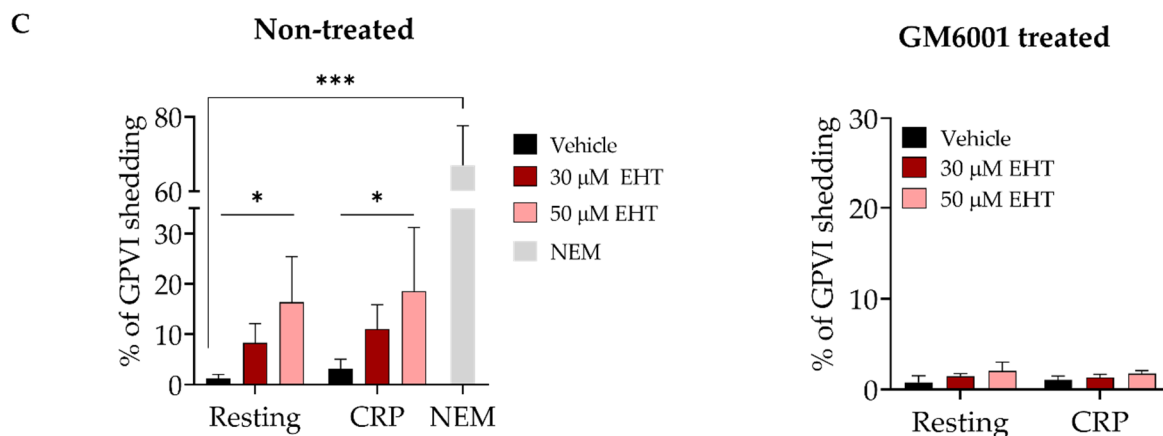 C
Non-treated
***
% of GPVI shedding
80
60
30
20
10
0
*
*
Resting
CRP
NEM
Vehicle
30 μM EHT
50 μM EHT
NEM
GM6001 treated
% of GPVI shedding
30
20
10
0
Vehicle
30 μM EHT
50 μM EHT
Resting
CRP